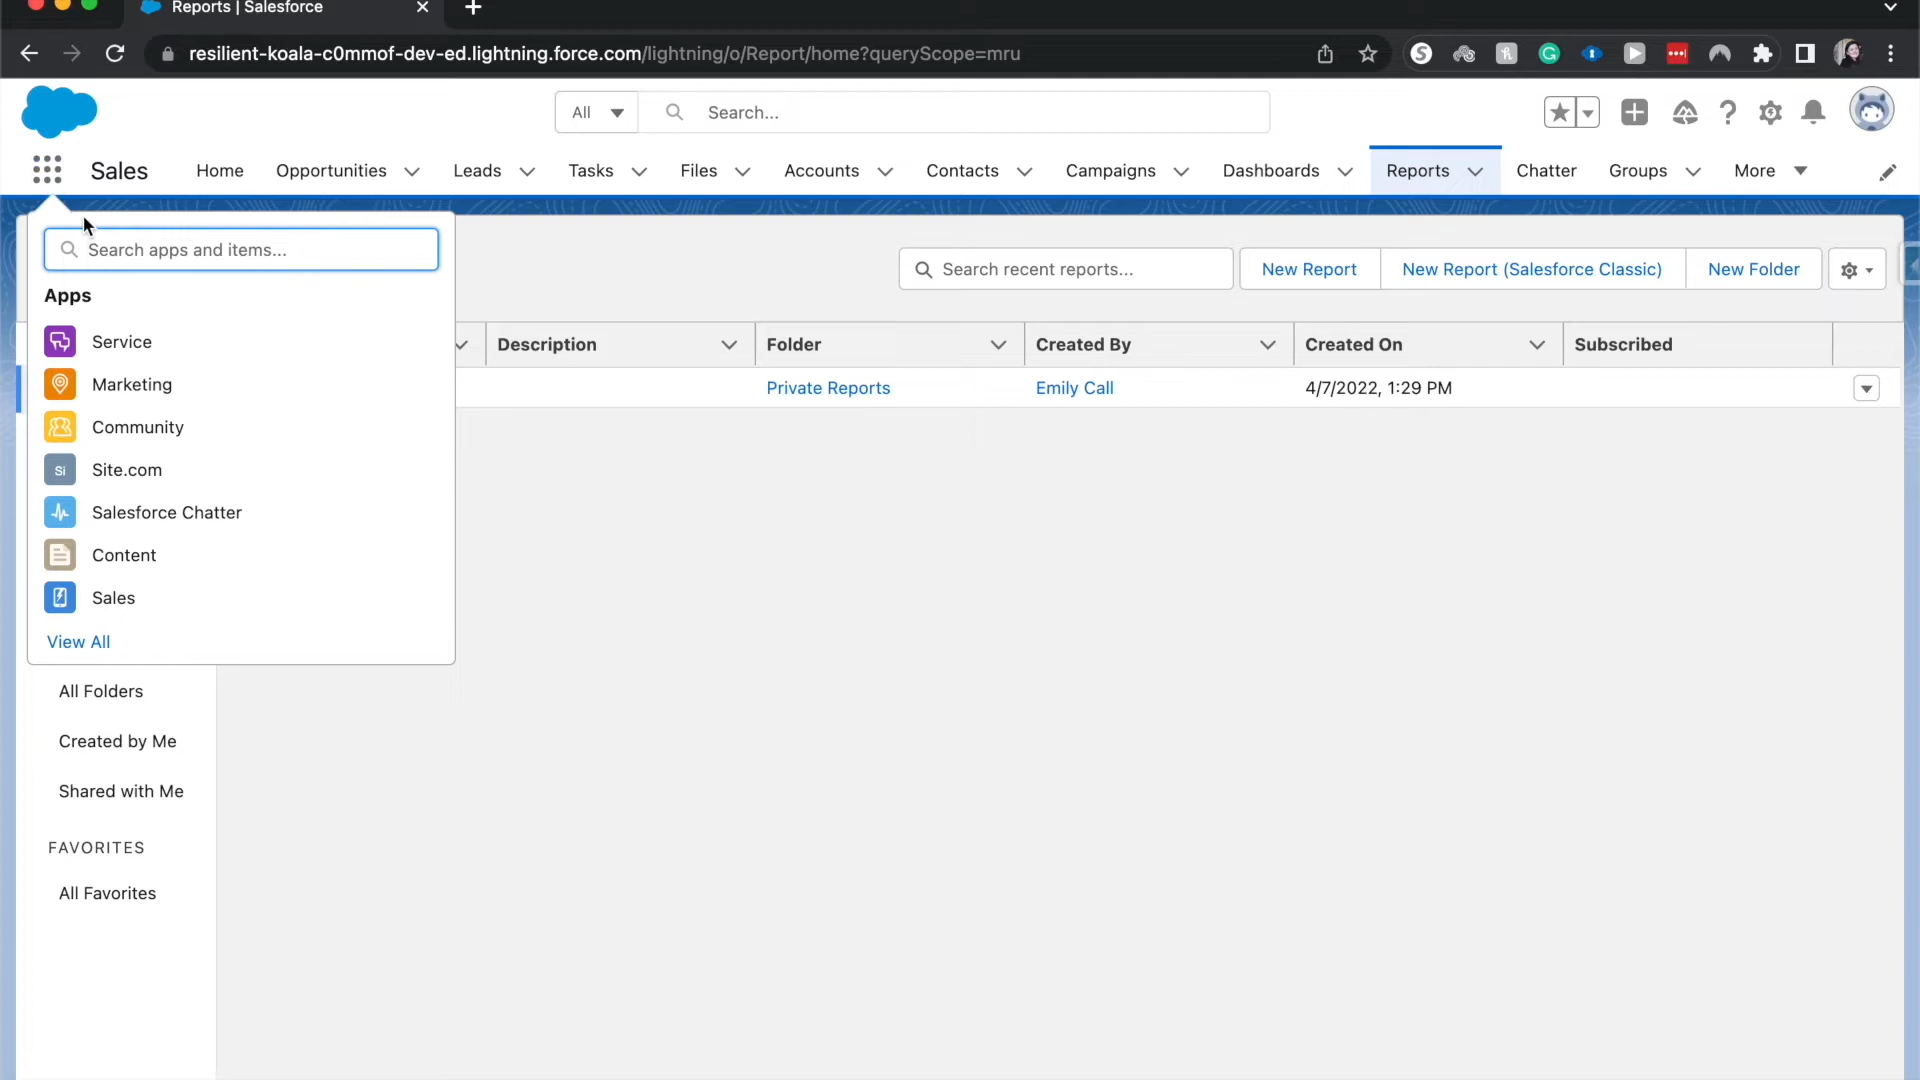 Reports | Salesforce
resilient-koala-c0mmof-dev-ed.lightning.force.com/lightning/o/Report/home?queryScope=mru
All Search...
Sales Home Opportunities Leads Tasks Files Accounts Contacts Campaigns Dashboards Reports Chatter Groups More
Search apps and items...
Search recent reports... New Report New Report (Salesforce Classic) New Folder
Apps
Service
Marketing
Community
Si Site.com
Salesforce Chatter
Content
Sales
View All
Description Folder Created By Created On Subscribed
Private Reports Emily Call 4/7/2022, 1:29 PM
All Folders
Created by Me
Shared with Me
FAVORITES
All Favorites